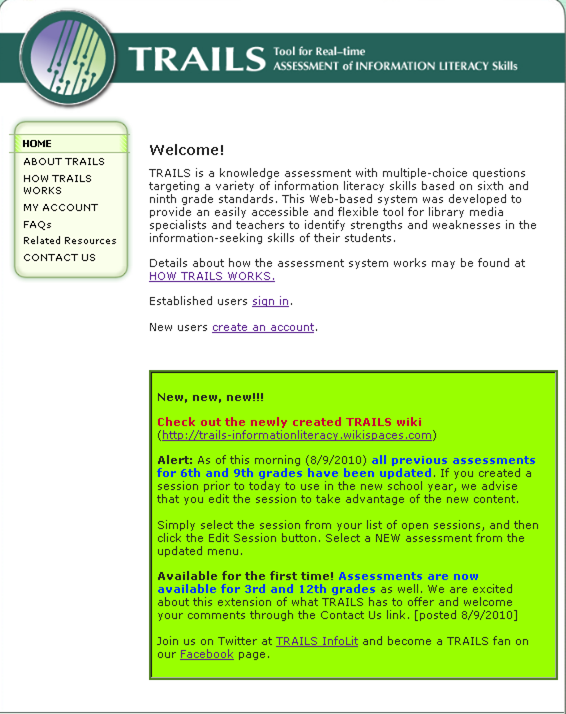 TRAILS Tool for Real-time
ASSESSMENT of INFORMATION LITERACY Skills
HOME
ABOUT TRAILS
HOW TRAILS
WORKS
MY ACCOUNT
FAQs
Related Resources
CONTACT US
Welcome!
TRAILS is a knowledge assessment with multiple-choice questions
targeting a variety of information literacy skills based on sixth and
ninth grade standards. This Web-based system was developed to
provide an easily accessible and flexible tool for library media
specialists and teachers to identify strengths and weaknesses in the
information-seeking skills of their students.
Details about how the assessment system works may be found at
HOW TRAILS WORKS.
Established users sign in.
New users create an account.
New, new, new!!!
Check out the newly created TRAILS wiki
(http://trails-informationliteracy.wikispaces.com)
Alert: As of this morning (8/9/2010) all previous assessments
for 6th and 9th grades have been updated. If you created a
session prior to today to use in the new school year, we advise
that you edit the session to take advantage of the new content.
Simply select the session from your list of open sessions, and then
click the Edit Session button. Select a NEW assessment from the
updated menu.
Available for the first time! Assessments are now
available for 3rd and 12th grades as well. We are excited
about this extension of what TRAILS has to offer and welcome
your comments through the Contact Us link. [posted 8/9/2010]
Join us on Twitter at TRAILS InfoLit and become a TRAILS fan on
our Facebook page.